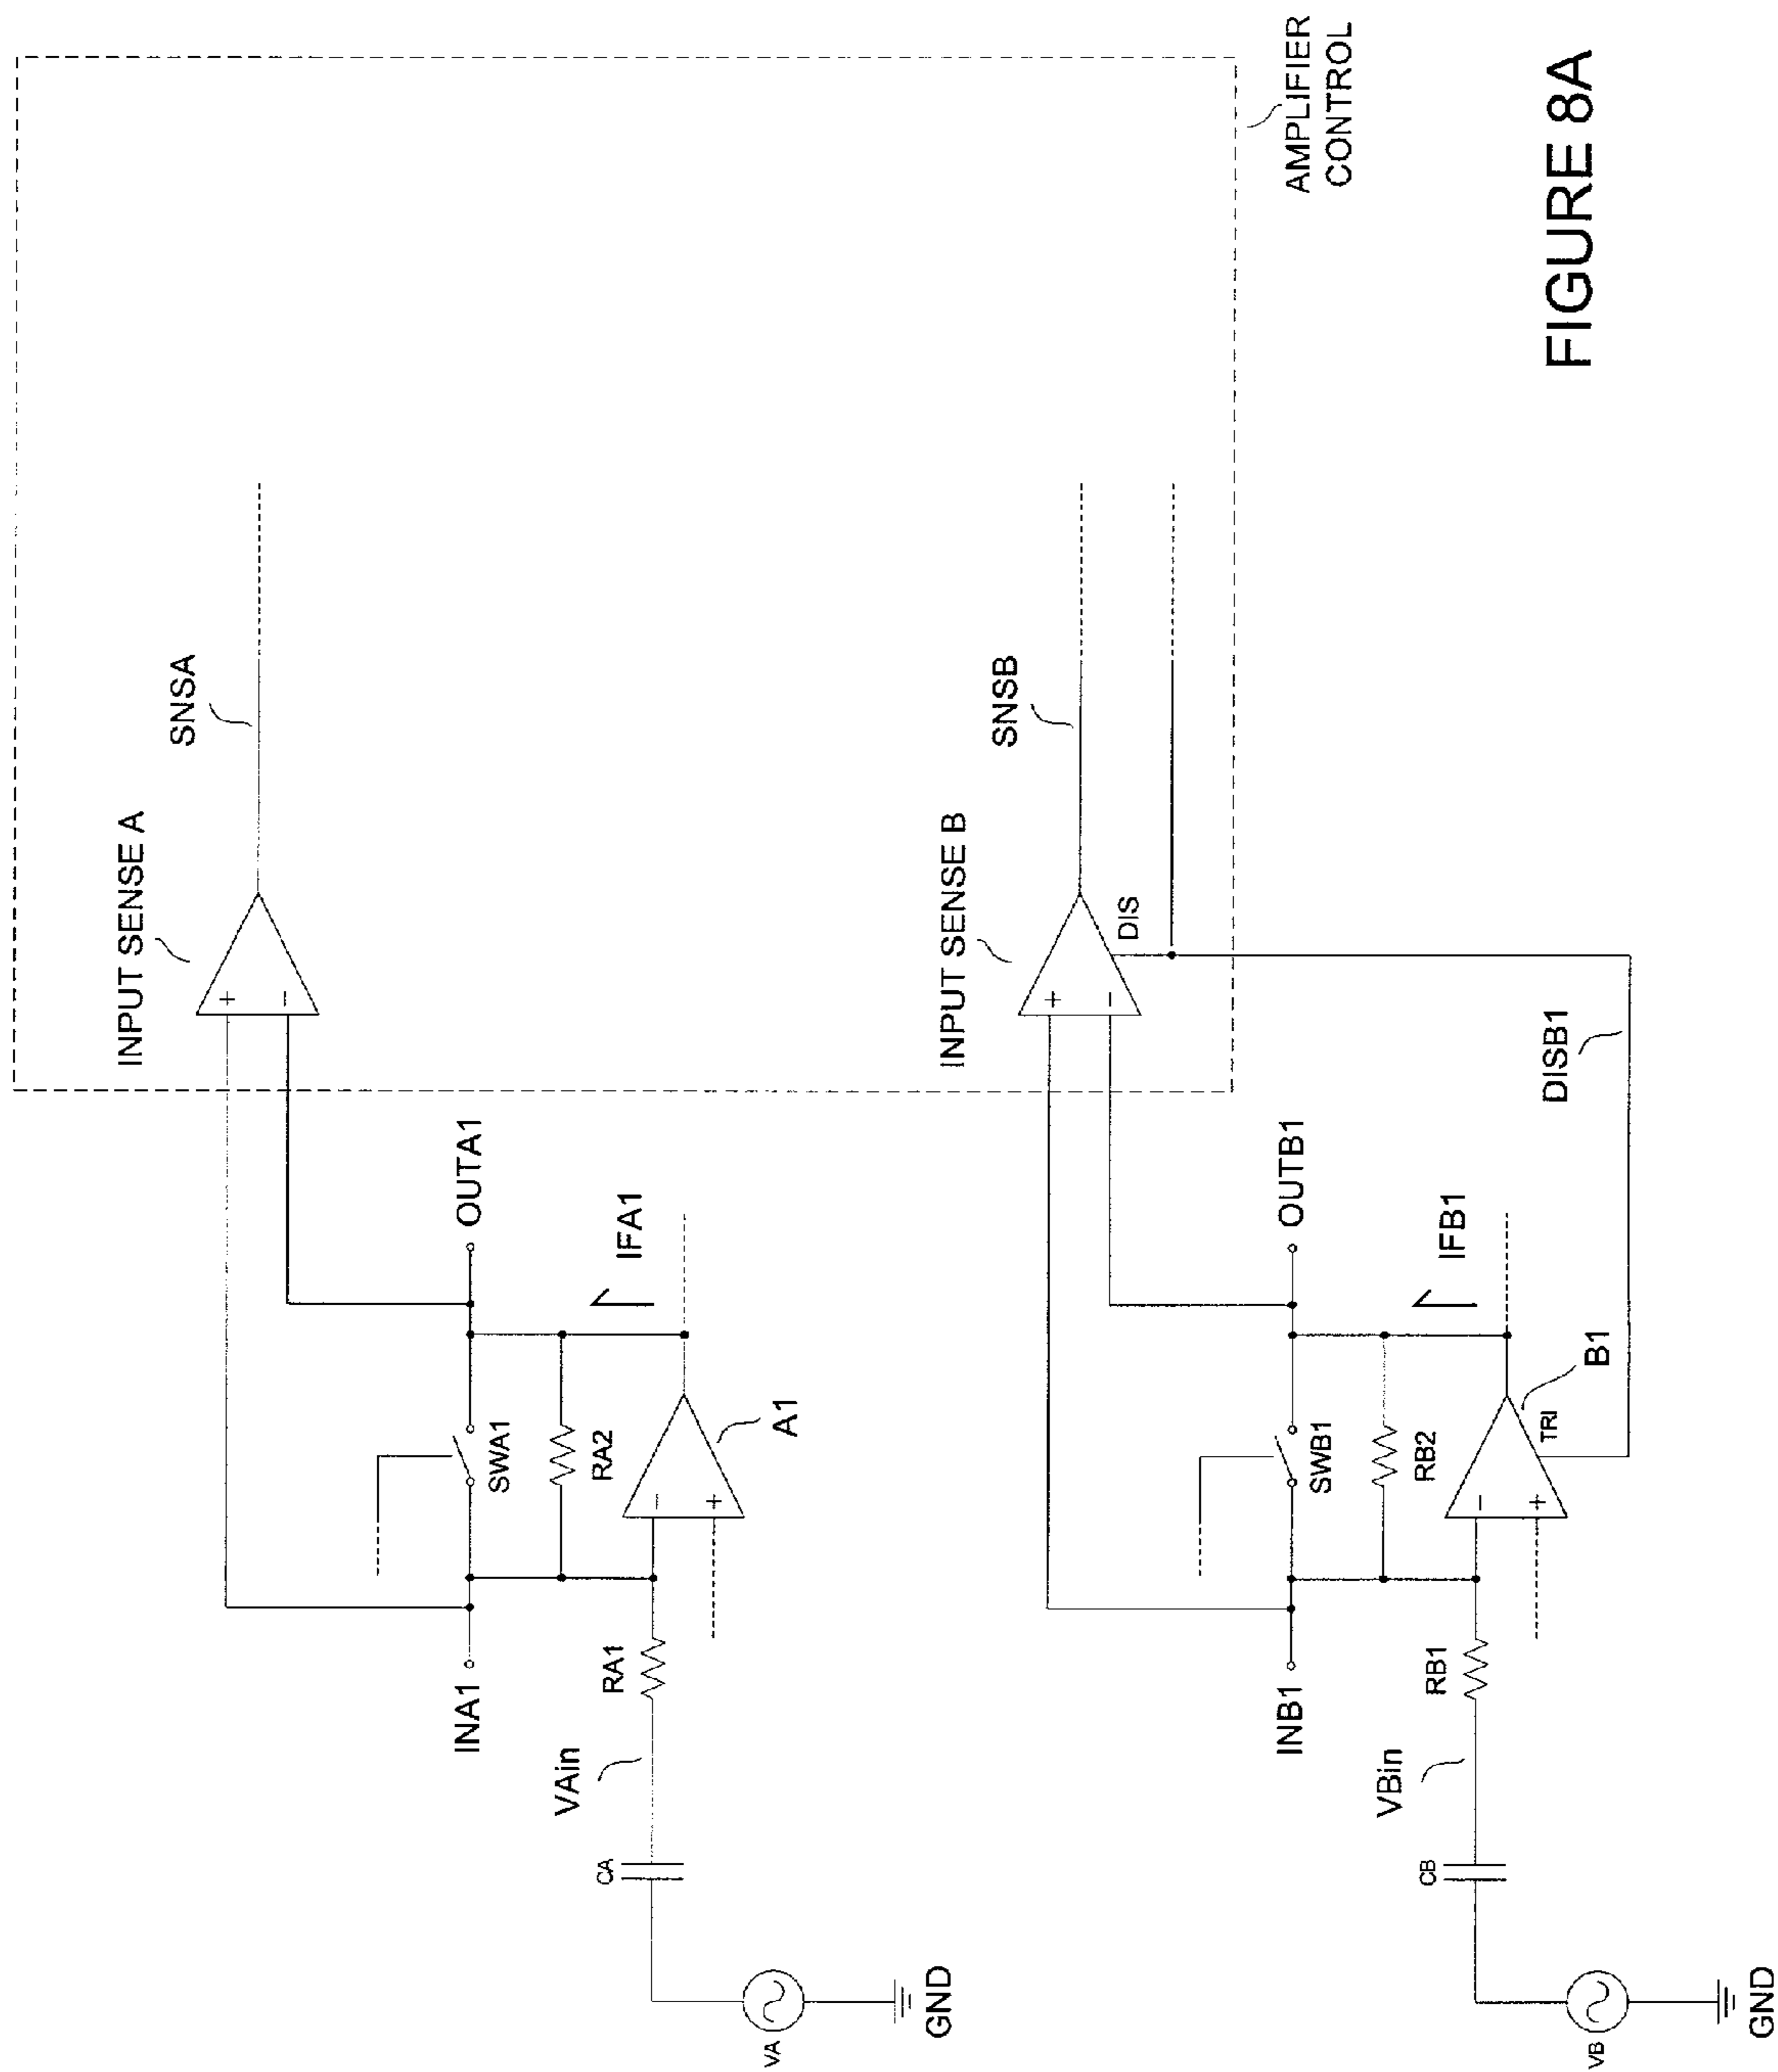 AMPLIFIER
CONTROL
INPUT SENSE A
+
−
SNSA
INA1
OUTA1
SWA1
RA2
IFA1
−
+
A1
RA1
VAin
CA
VA
GND
INPUT SENSE B
+
−
DIS
SNSB
INB1
OUTB1
SWB1
RB2
IFB1
−
+
TRI
B1
DISB1
RB1
VBin
CB
VB
GND
FIGURE 8A